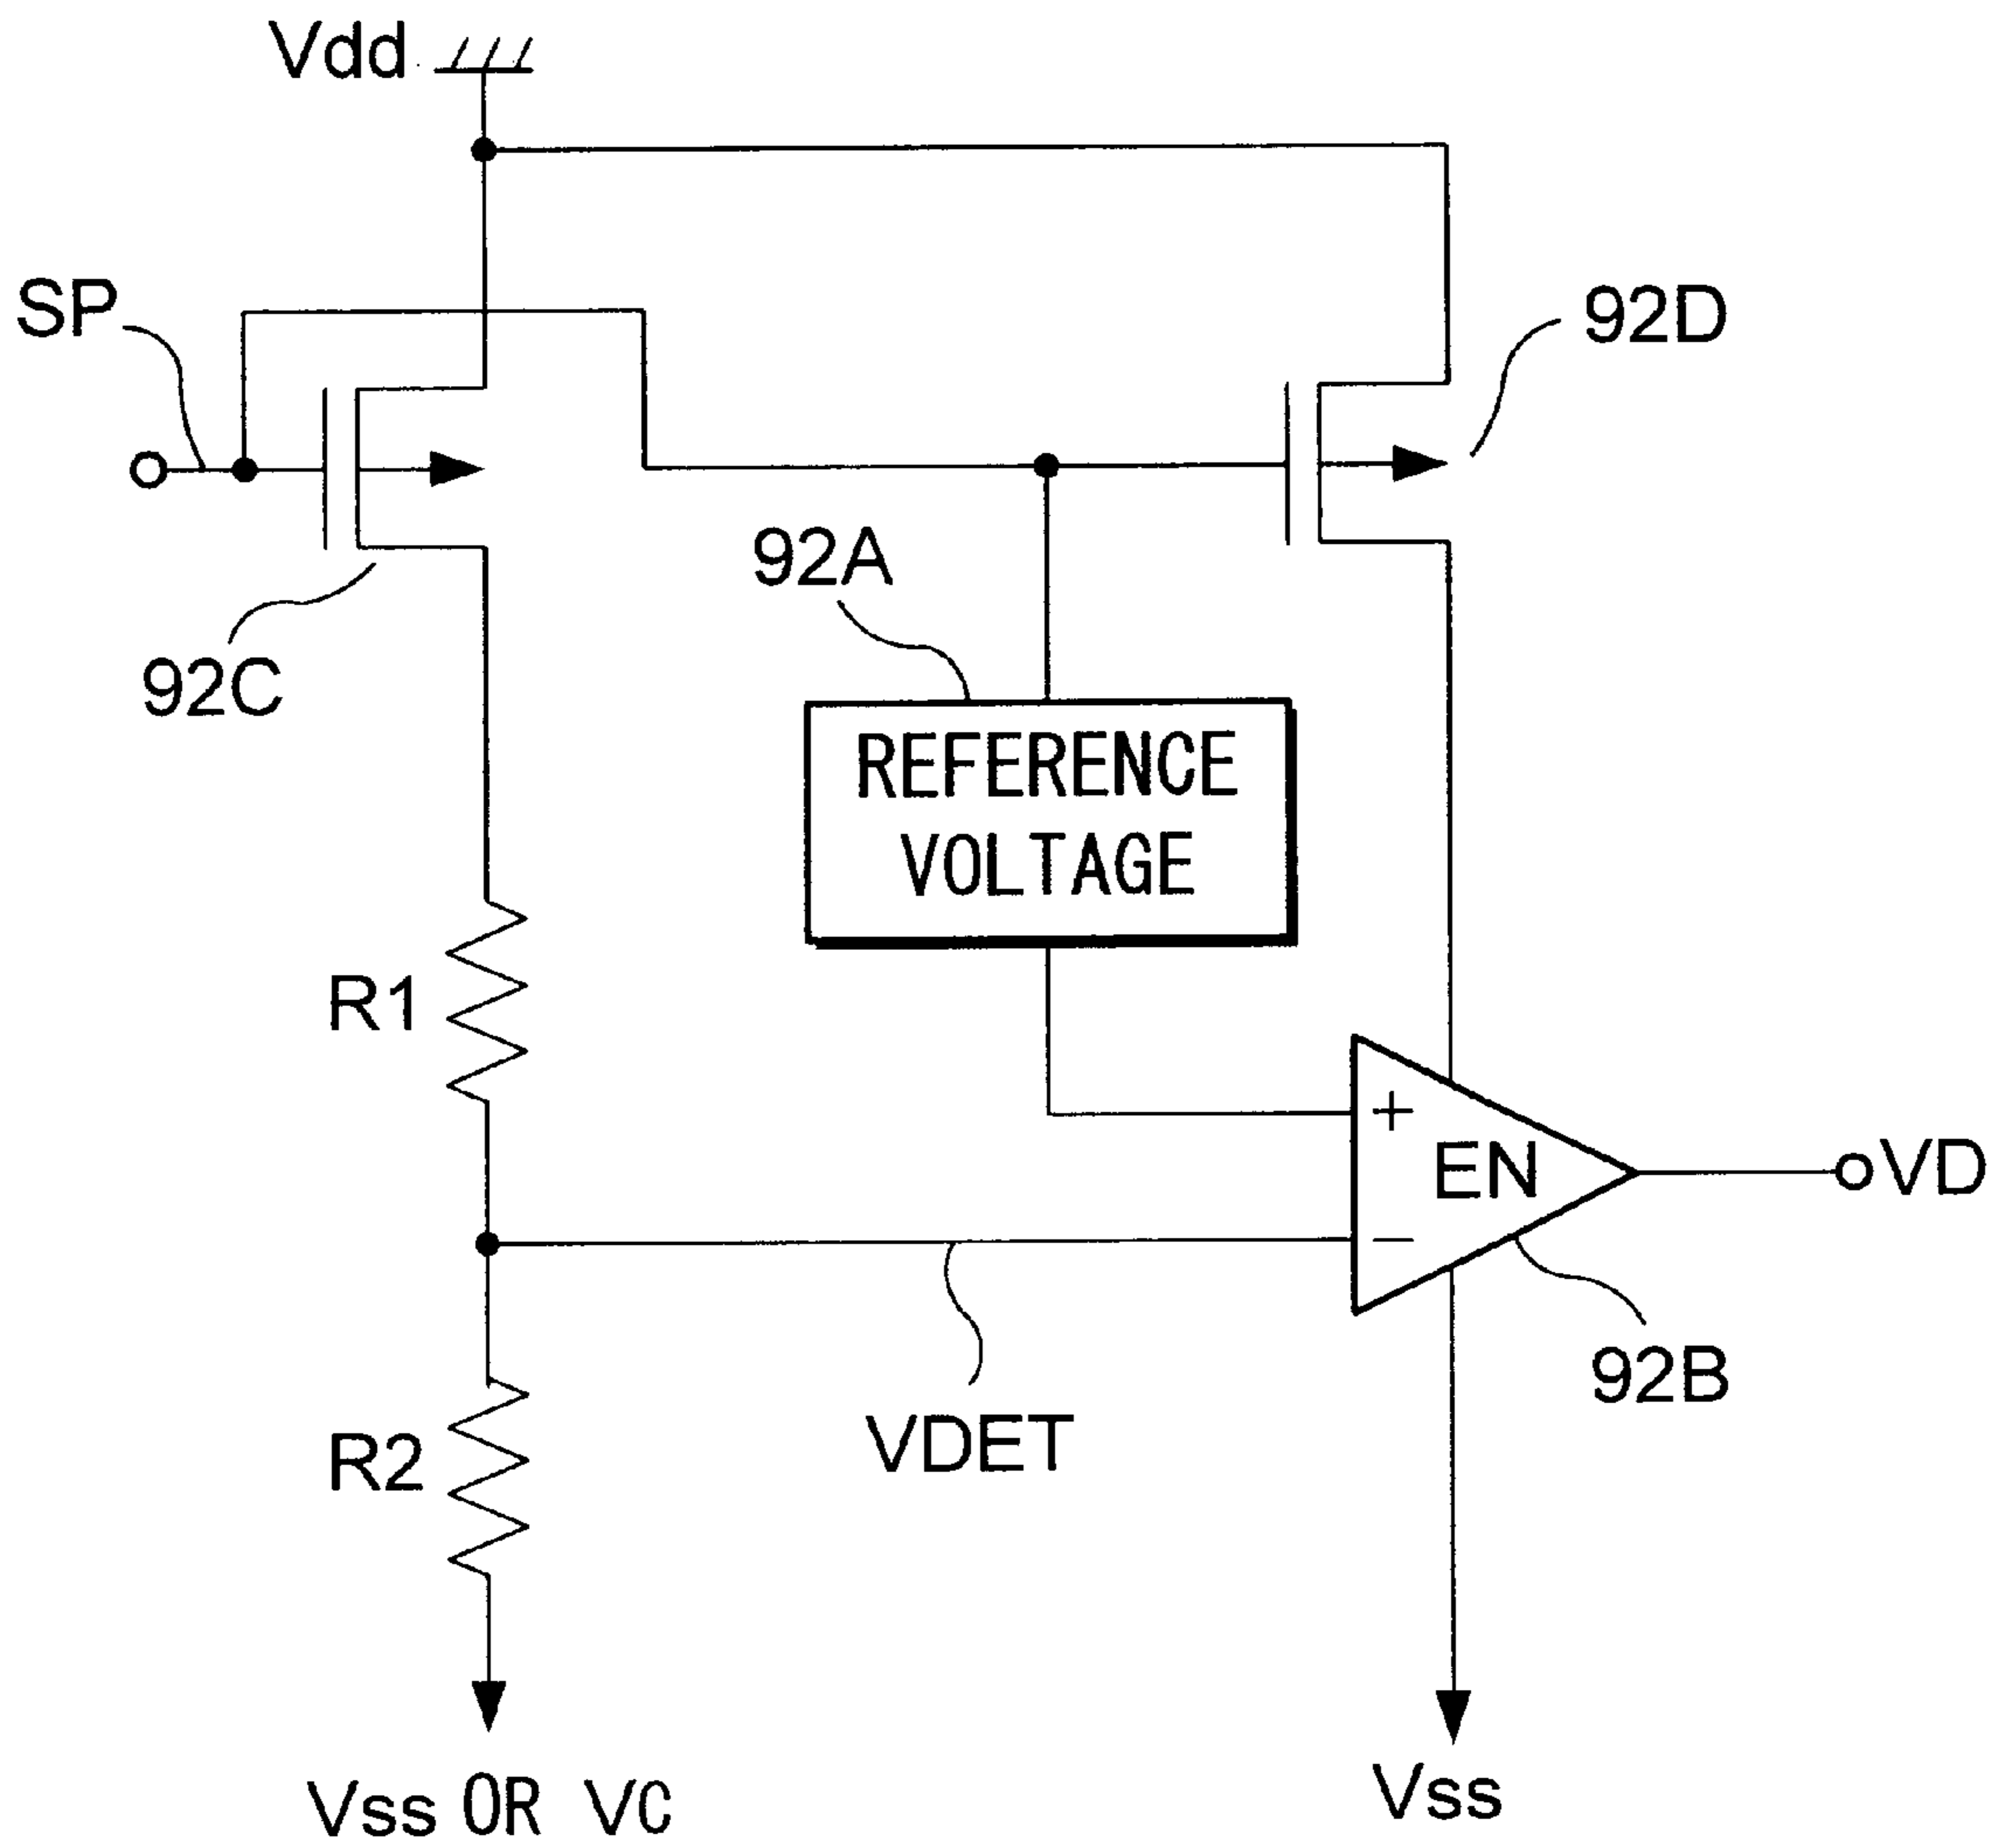 Vdd
SP
92D
92A
92C
REFERENCE
VOLTAGE
R1
+
EN
VD
−
92B
VDET
R2
Vss
Vss OR VC